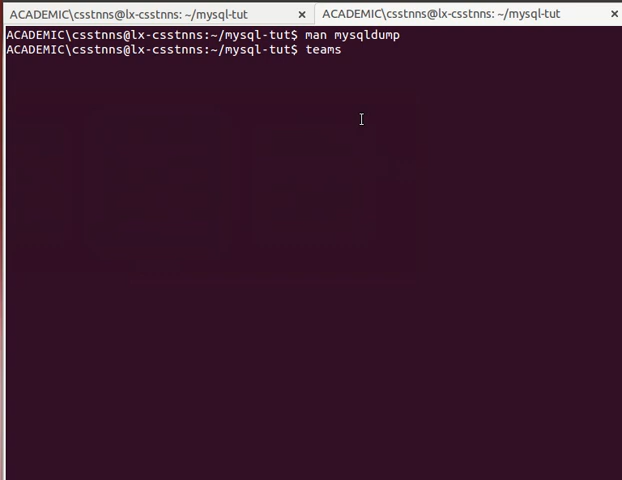 ACADEMIC\csstnns@lx-csstnns: ~/mysql-tut × ACADEMIC\csstnns@lx-csstnns: ~/mysql-tut ×
ACADEMIC\csstnns@lx-csstnns:~/mysql-tut$ man mysqldump
ACADEMIC\csstnns@lx-csstnns:~/mysql-tut$ teams